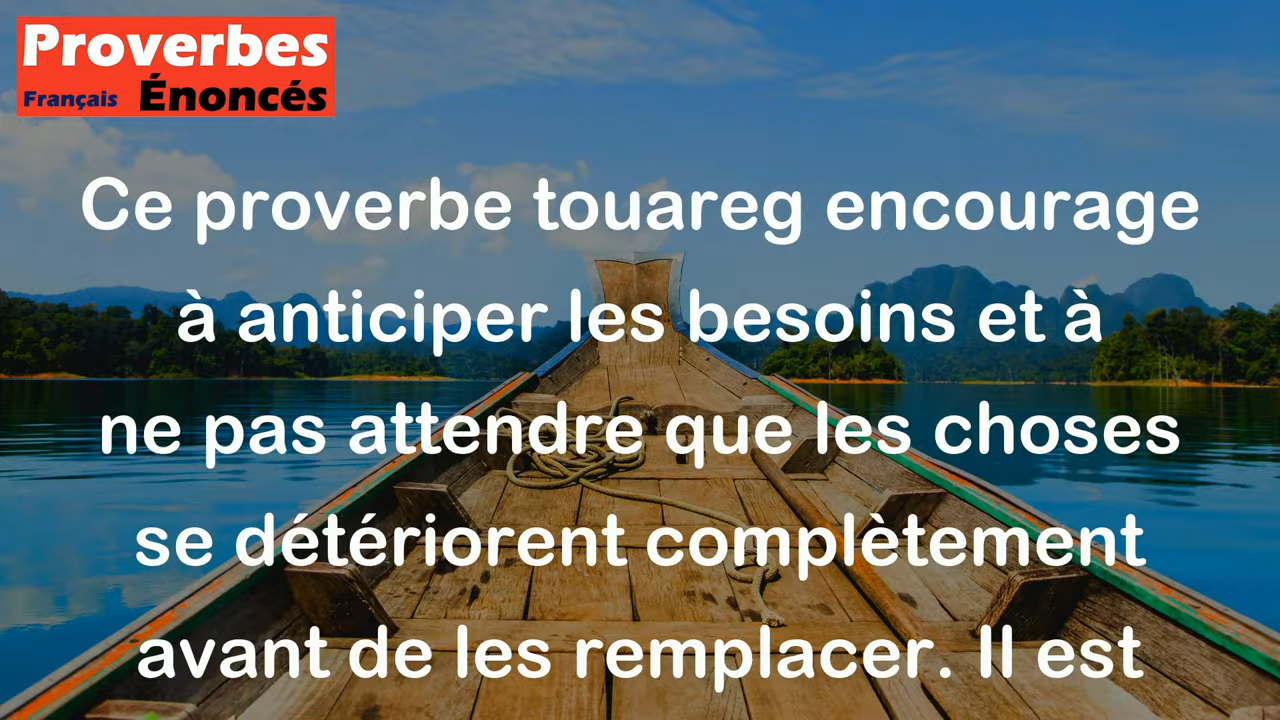 Proverbes
Français Énoncés
Ce proverbe touareg encourage
à anticiper les besoins et à
ne pas attendre que les choses
se détériorent complètement
avant de les remplacer. Il est